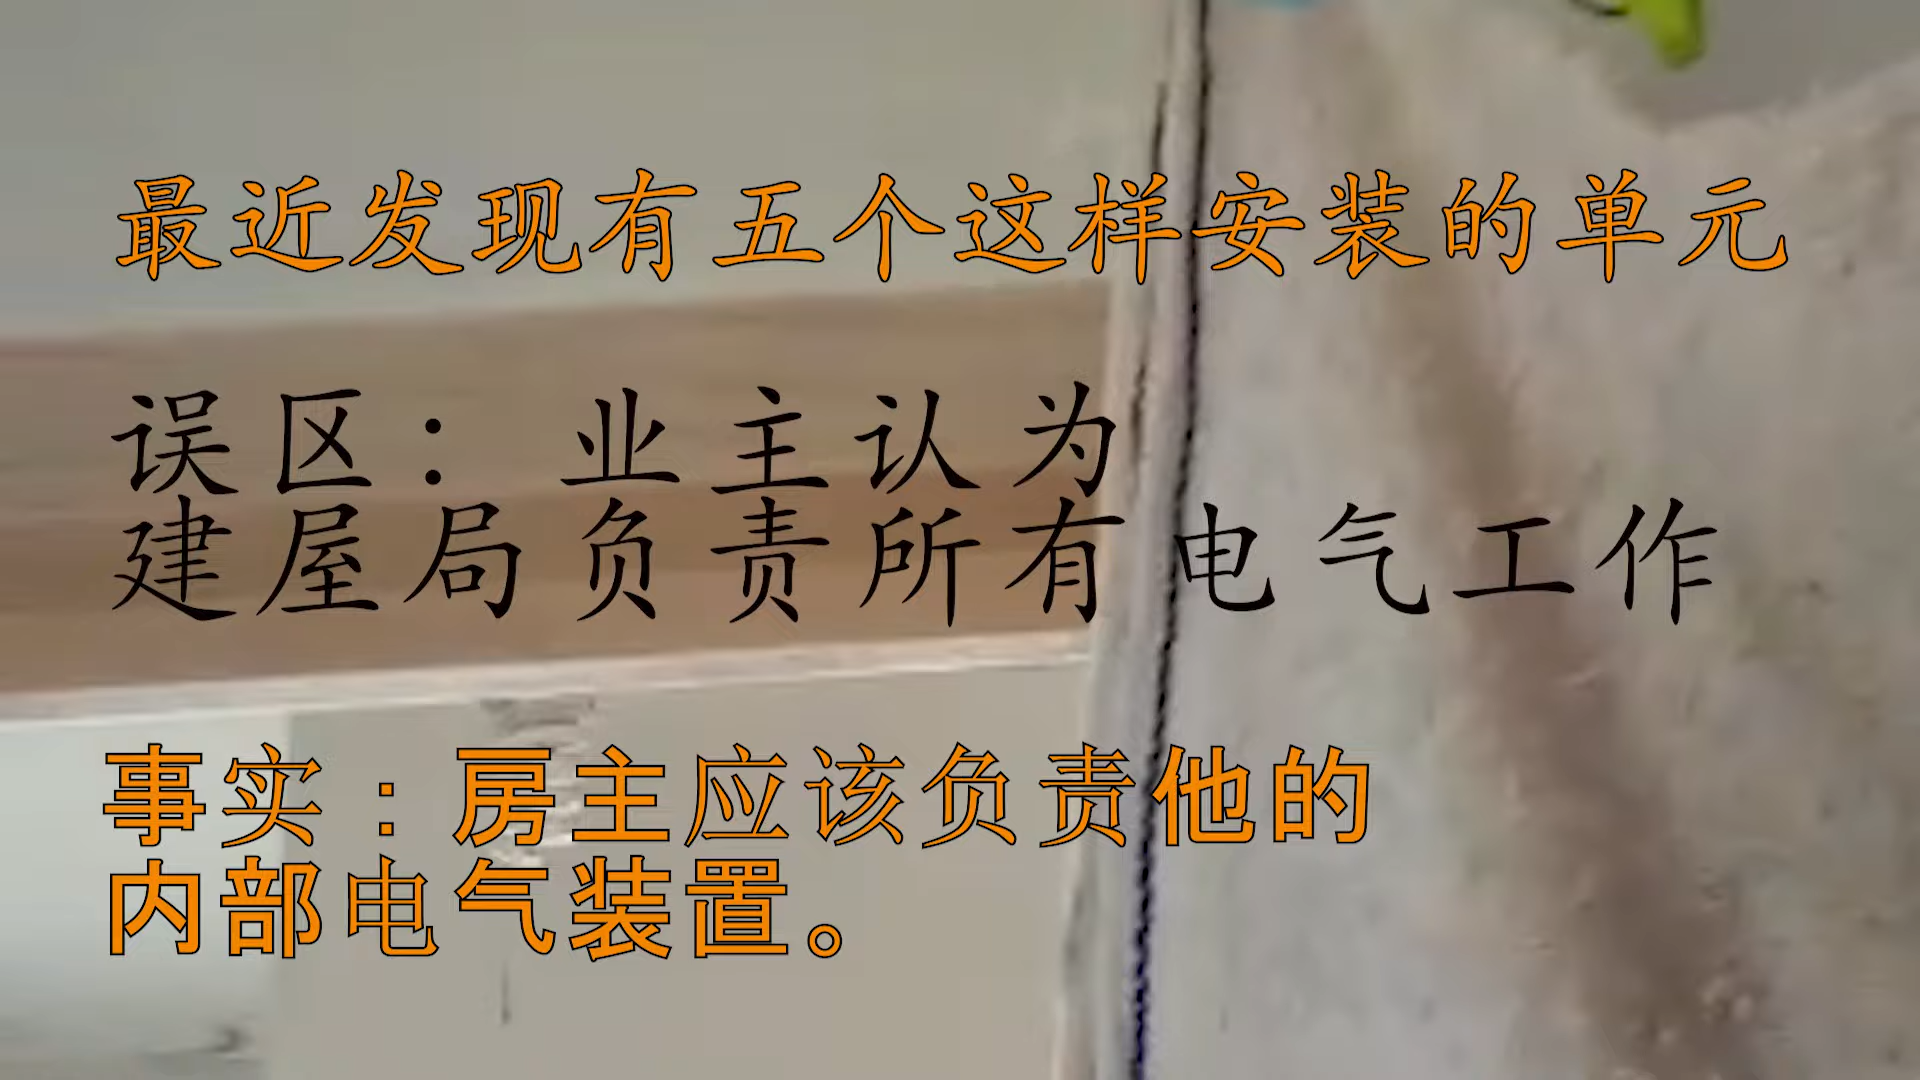 最近发现有五个这样安装的单元
误区：业主认为
建屋局负责所有电气工作
事实：房主应该负责他的
内部电气装置。